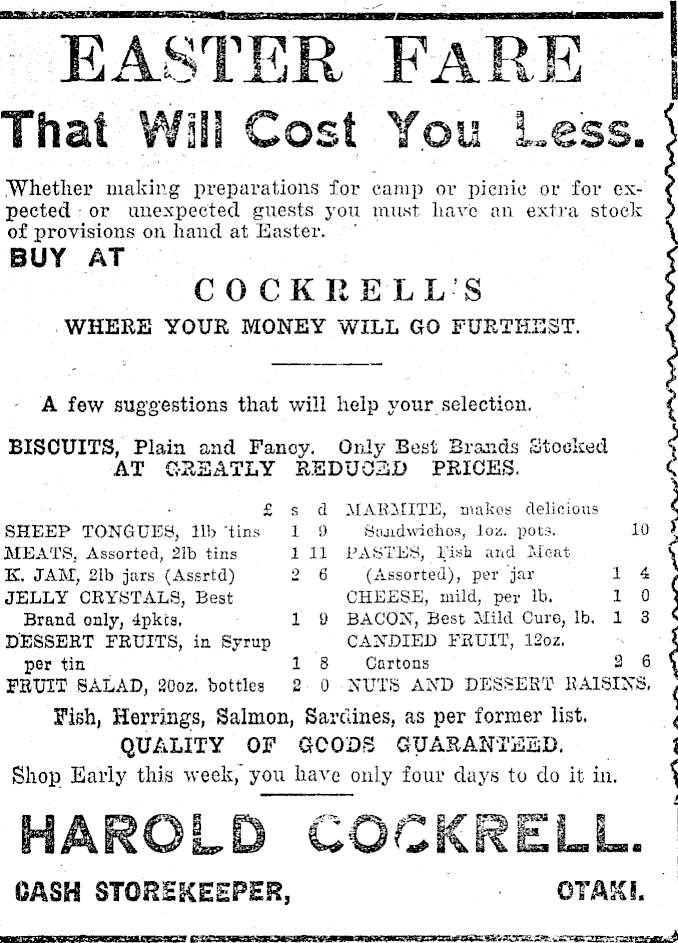 EASTER FARE
That Will Cost You Less.
Whether making preparations for camp or picnic or for ex-
pected or unexpected guests you must have an extra stock
of provisions on hand at Easter.
BUY AT
COCKRELL'S
WHERE YOUR MONEY WILL GO FURTHEST.
A few suggestions that will help your selection.
BISCUITS, Plain and Fancy. Only Best Brands Stocked
AT GREATLY REDUCED PRICES.
£ s d
SHEEP TONGUES, 1lb tins 1 9
MEATS, Assorted, 2lb tins 1 11
K. JAM, 2lb jars (Assrtd) 2 6
JELLY CRYSTALS, Best
Brand only, 4pkts. 1 9
DESSERT FRUITS, in Syrup
per tin 1 8
FRUIT SALAD, 20oz. bottles 2 0
MARMITE, makes delicious
Sandwiches, 1oz. pots. 10
PASTES, Fish and Meat
(Assorted), per jar 1 4
CHEESE, mild, per lb. 1 0
BACON, Best Mild Cure, lb. 1 3
CANDIED FRUIT, 12oz.
Cartons 2 6
NUTS AND DESSERT RAISINS.
Fish, Herrings, Salmon, Sardines, as per former list.
QUALITY OF GOODS GUARANTEED.
Shop Early this week, you have only four days to do it in.
HAROLD COCKRELL.
CASH STOREKEEPER, OTAKI.